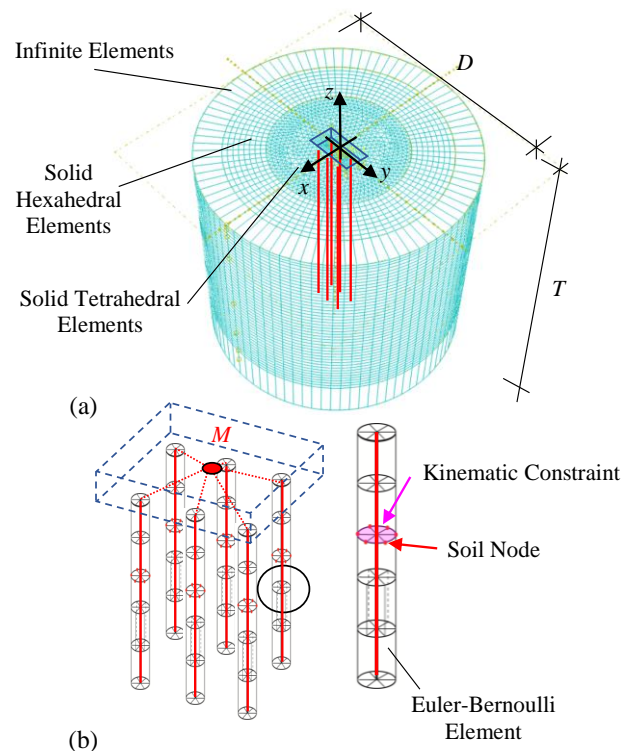 Infinite Elements
D
z
Solid
Hexahedral
Elements
x
y
Solid Tetrahedral
Elements
T
(a)
M
Kinematic Constraint
Soil Node
Euler-Bernoulli
Element
(b)